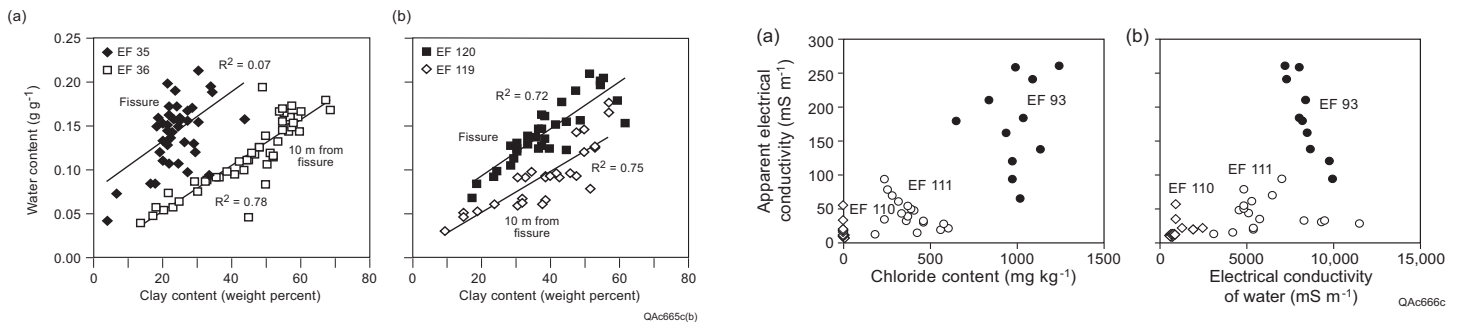 (a)
(b)
0.25
0.20
0.15
0.10
0.05
0.00
Water content (g g-1)
EF 35
EF 36
R2 = 0.07
Fissure
10 m from
fissure
R2 = 0.78
0 20 40 60 80
Clay content (weight percent)
EF 120
EF 119
R2 = 0.72
Fissure
R2 = 0.75
10 m from
fissure
0 20 40 60 80
Clay content (weight percent)
QAc665c(b)
(a)
(b)
300
250
200
150
100
50
0
Apparent electrical
conductivity (mS m-1)
EF 93
EF 111
EF 110
0 500 1000 1500
Chloride content (mg kg-1)
EF 93
EF 111
EF 110
0 5000 10,000 15,000
Electrical conductivity
of water (mS m-1)
QAc666c